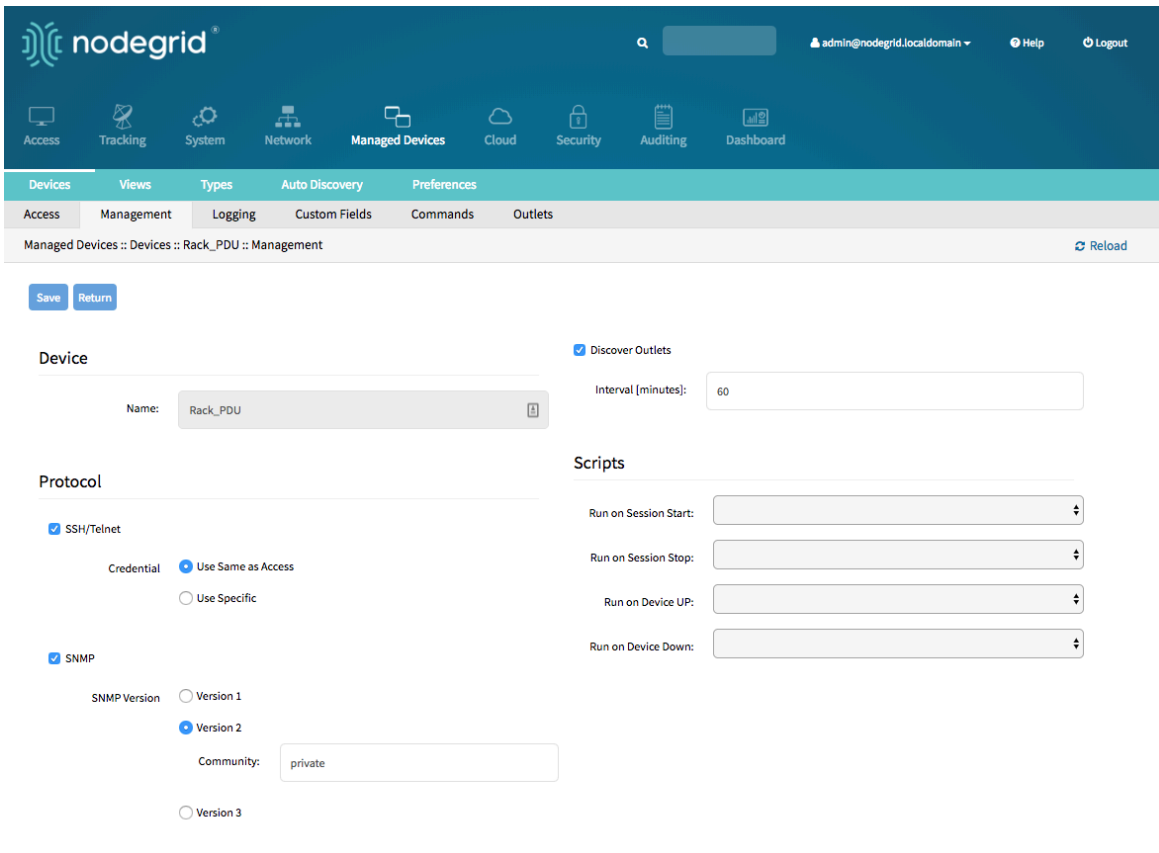 nodegrid®
admin@nodegrid.localdomain
Help
Logout
Access
Tracking
System
Network
Managed Devices
Cloud
Security
Auditing
Dashboard
Devices
Views
Types
Auto Discovery
Preferences
Access
Management
Logging
Custom Fields
Commands
Outlets
Managed Devices :: Devices :: Rack_PDU :: Management
Reload
Save
Return
Device
Name:
Rack_PDU
Protocol
SSH/Telnet
Credential
Use Same as Access
Use Specific
SNMP
SNMP Version
Version 1
Version 2
Community:
private
Version 3
Discover Outlets
Interval [minutes]:
60
Scripts
Run on Session Start:
Run on Session Stop:
Run on Device UP:
Run on Device Down: